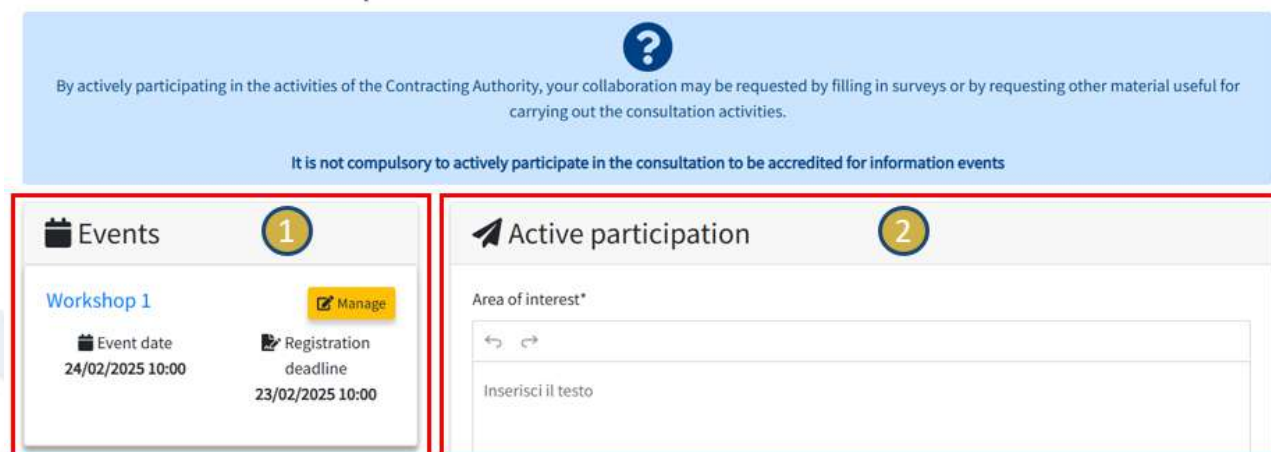 By actively participating in the activities of the Contracting Authority, your collaboration may be requested by filling in surveys or by requesting other material useful for
carrying out the consultation activities.
It is not compulsory to actively participate in the consultation to be accredited for information events
Events
1
Workshop 1
Manage
Event date
24/02/2025 10:00
Registration
deadline
23/02/2025 10:00
Active participation
2
Area of interest*
Inserisci il testo